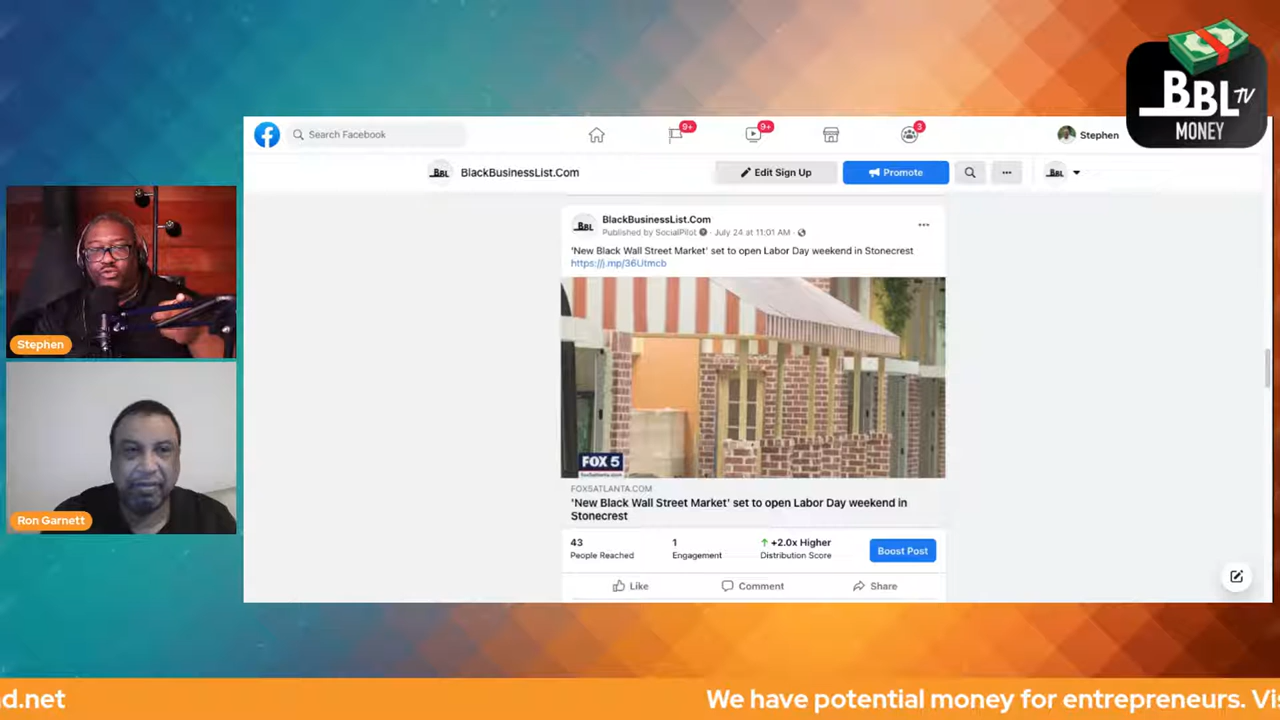 BBL TV
MONEY
Search Facebook
9+
9+
3
Stephen
BBL
BlackBusinessList.Com
Edit Sign Up
Promote
BBL
BBL
BlackBusinessList.Com
Published by SocialPilot · July 24 at 11:01 AM ·
'New Black Wall Street Market' set to open Labor Day weekend in Stonecrest
https://j.mp/36Utmcb
FOX 5
FOX5ATLANTA.COM
'New Black Wall Street Market' set to open Labor Day weekend in
Stonecrest
43
People Reached
1
Engagement
+2.0x Higher
Distribution Score
Boost Post
Like
Comment
Share
Stephen
Ron Garnett
d.net
We have potential money for entrepreneurs. Vis